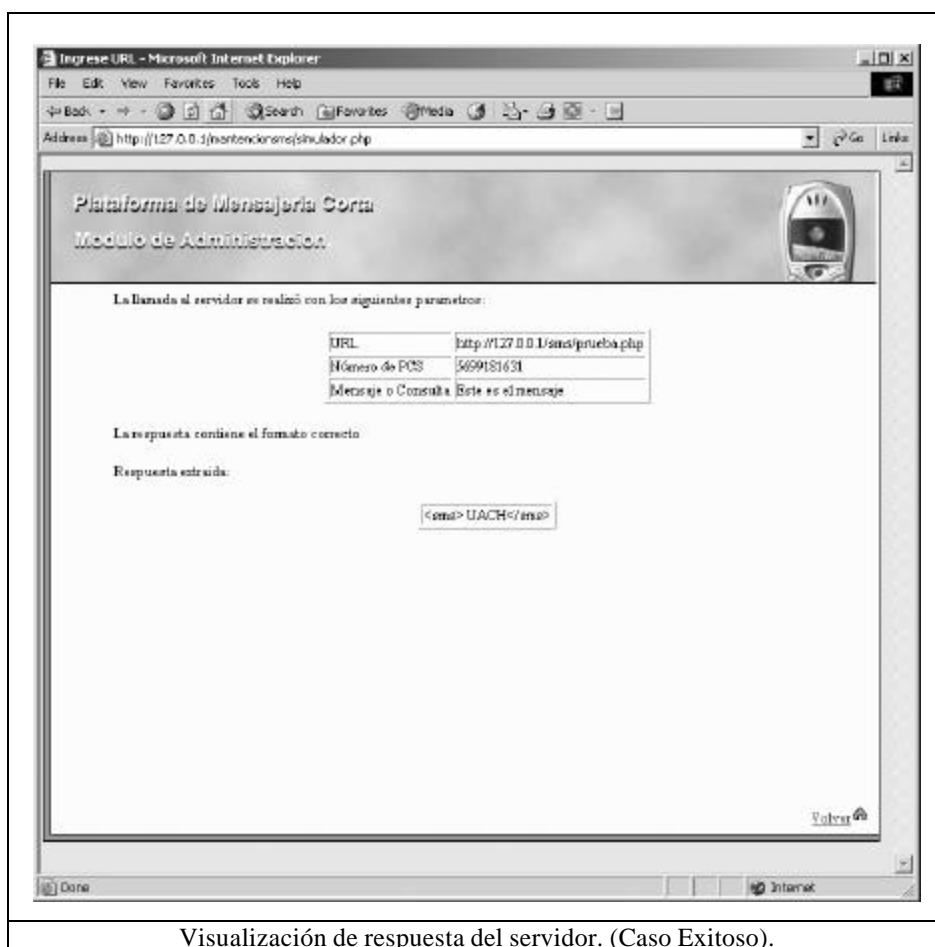 Ingrese URL - Microsoft Internet Explorer
File Edit View Favorites Tools Help
Back Search Favorites Media
Address http://127.0.0.1/mantencionsms/simulador.php Go Links
Plataforma de Mensajeria Corta
Modulo de Administracion
La llamada al servidor se realizó con los siguientes parametros:
URL http://127.0.0.1/sms/prueba.php
Número de PCS 5699181631
Mensaje o Consulta Este es el mensaje
La respuesta contiene el formato correcto
Respuesta extraida:
<sms> UACH</sms>
Volver
Done Internet
Visualización de respuesta del servidor. (Caso Exitoso).